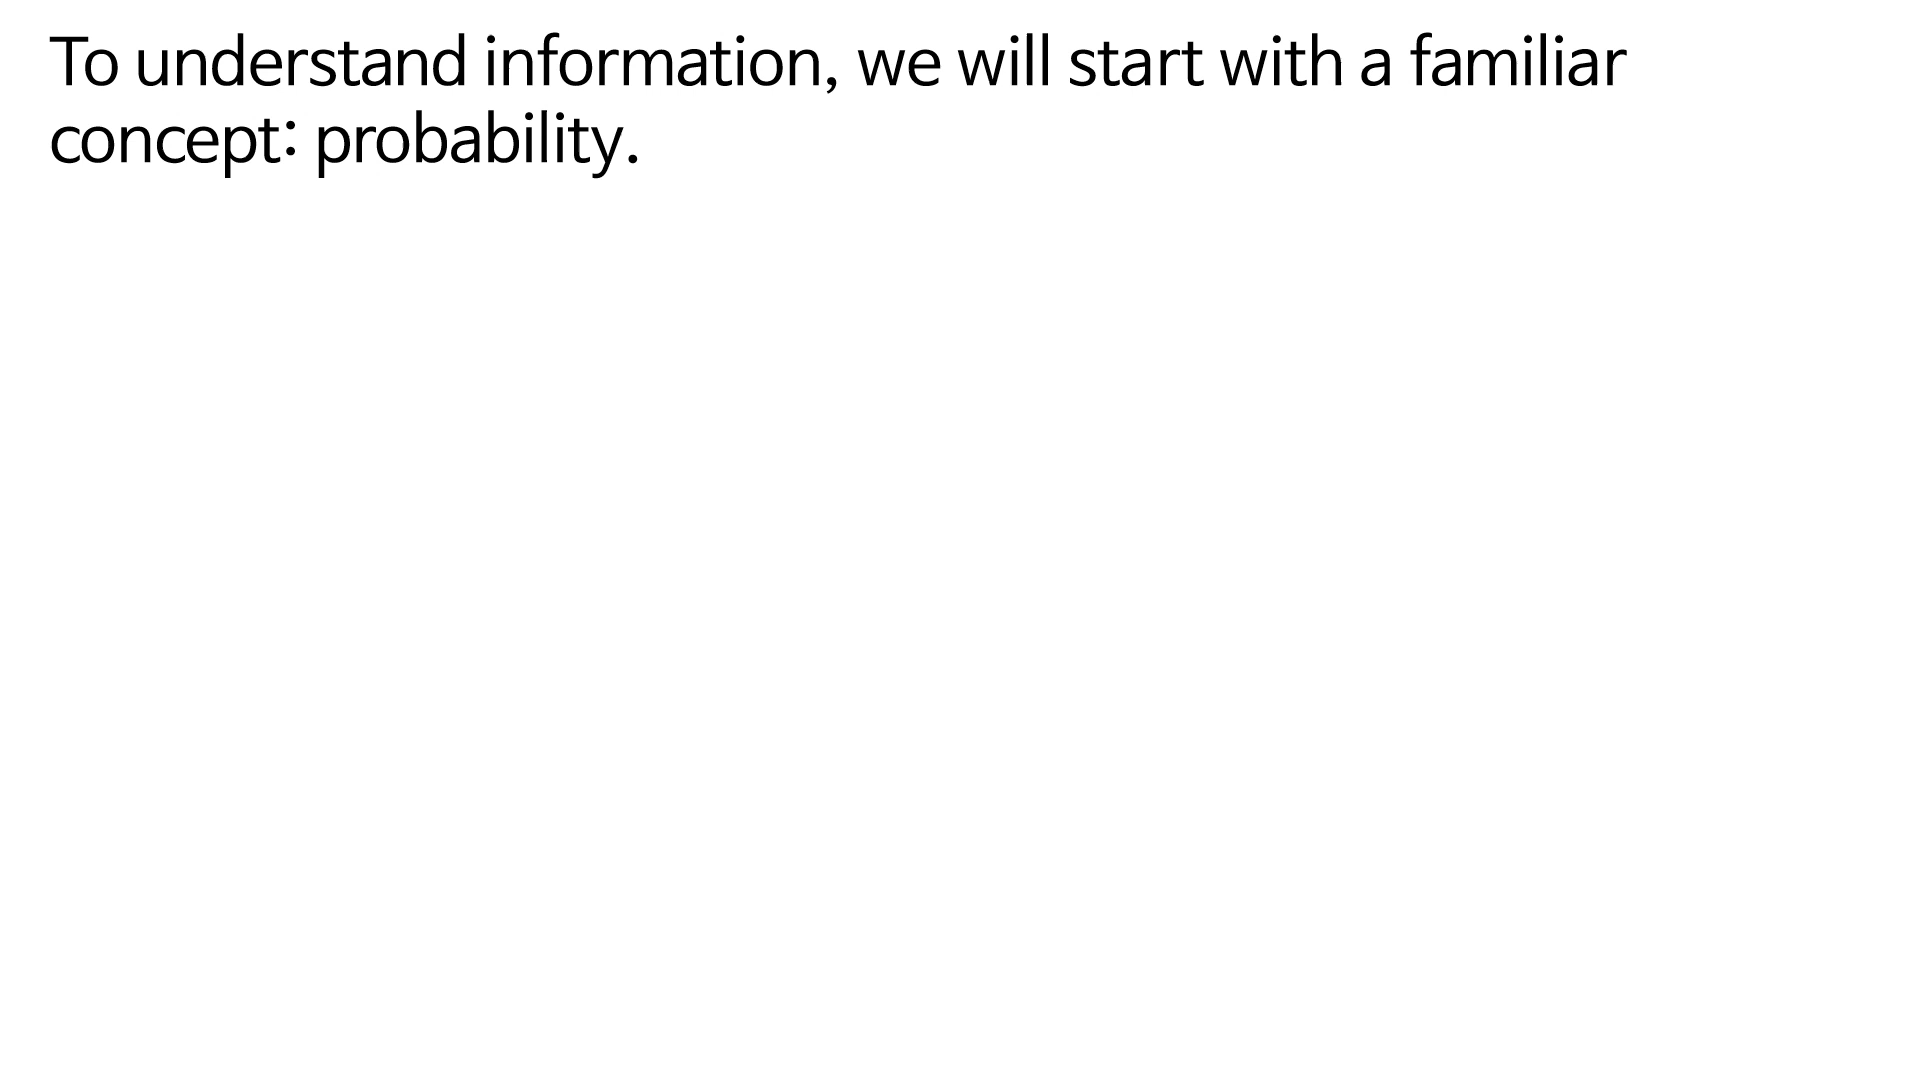 To understand information, we will start with a familiar
concept: probability.